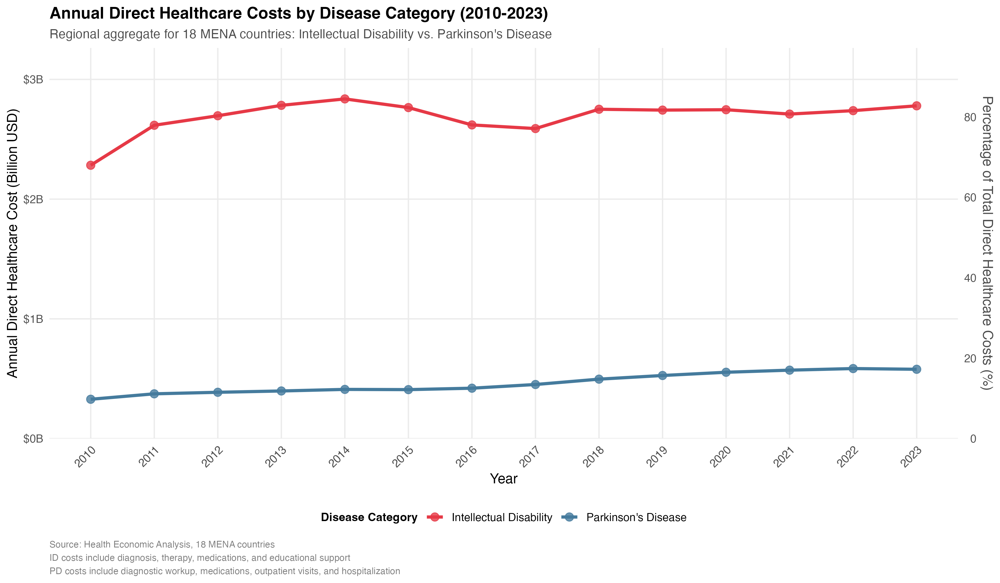 Annual Direct Healthcare Costs by Disease Category (2010-2023)
Regional aggregate for 18 MENA countries: Intellectual Disability vs. Parkinson's Disease
Annual Direct Healthcare Cost (Billion USD)
$3B
$2B
$1B
$0B
Percentage of Total Direct Healthcare Costs (%)
80
60
40
20
0
2010
2011
2012
2013
2014
2015
2016
2017
2018
2019
2020
2021
2022
2023
Year
Disease Category
Intellectual Disability
Parkinson's Disease
Source: Health Economic Analysis, 18 MENA countries
ID costs include diagnosis, therapy, medications, and educational support
PD costs include diagnostic workup, medications, outpatient visits, and hospitalization